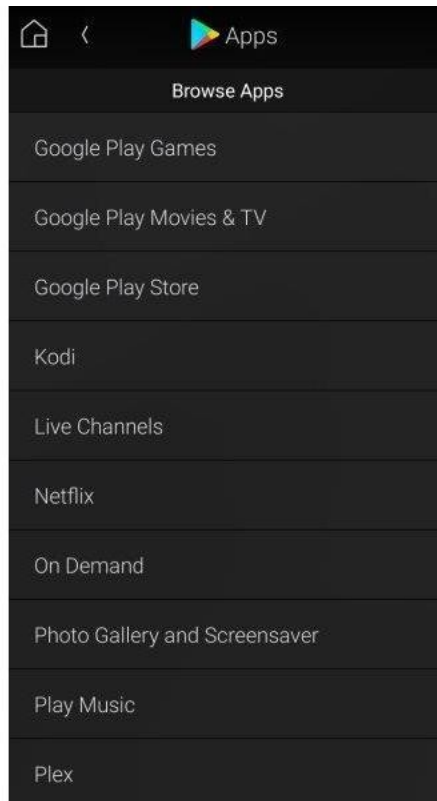 Apps
Browse Apps
Google Play Games
Google Play Movies & TV
Google Play Store
Kodi
Live Channels
Netflix
On Demand
Photo Gallery and Screensaver
Play Music
Plex